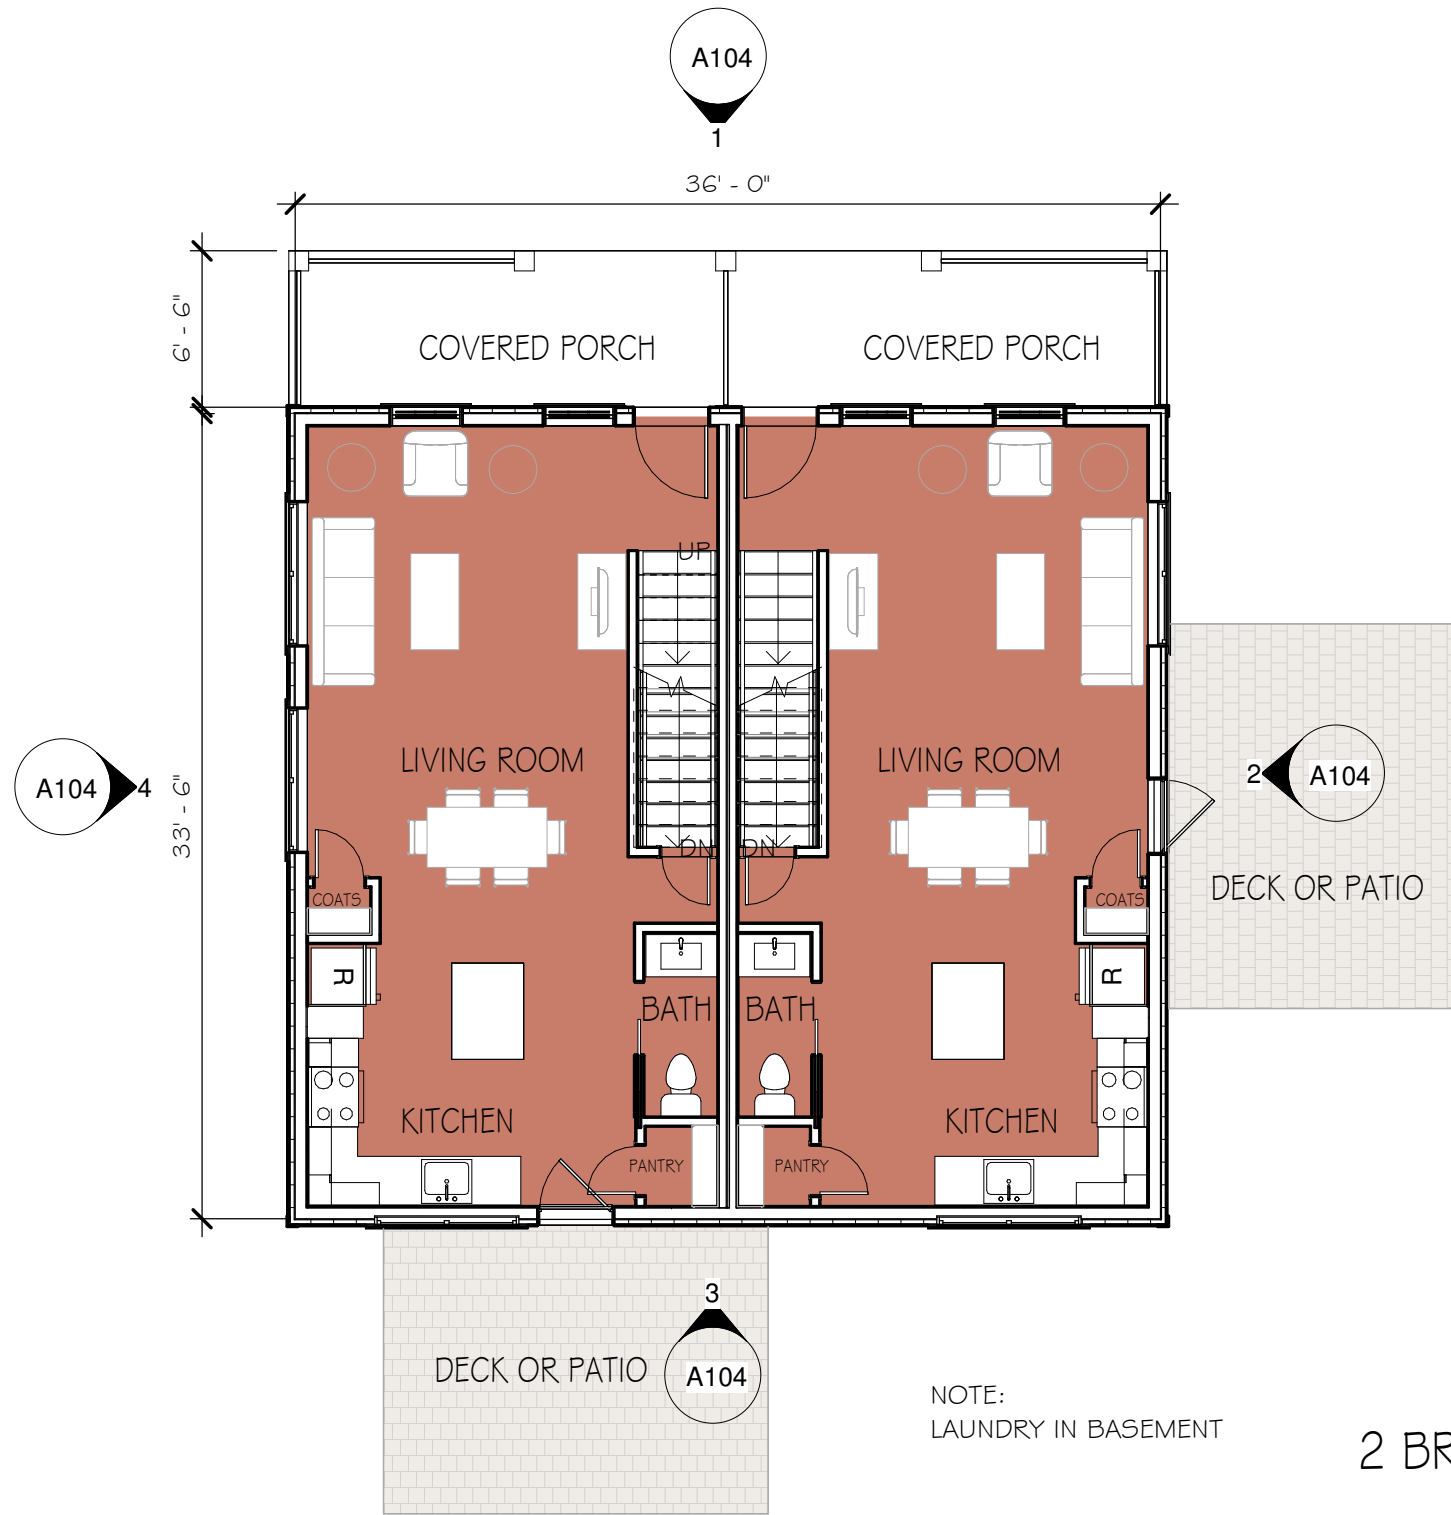 A104
1
36' - 0"
6' - 6"
COVERED PORCH
COVERED PORCH
UP
LIVING ROOM
LIVING ROOM
A104
4
2
A104
33' - 6"
DN
DN
COATS
COATS
DECK OR PATIO
R
R
BATH
BATH
KITCHEN
KITCHEN
PANTRY
PANTRY
3
A104
DECK OR PATIO
NOTE:
LAUNDRY IN BASEMENT
2 BR